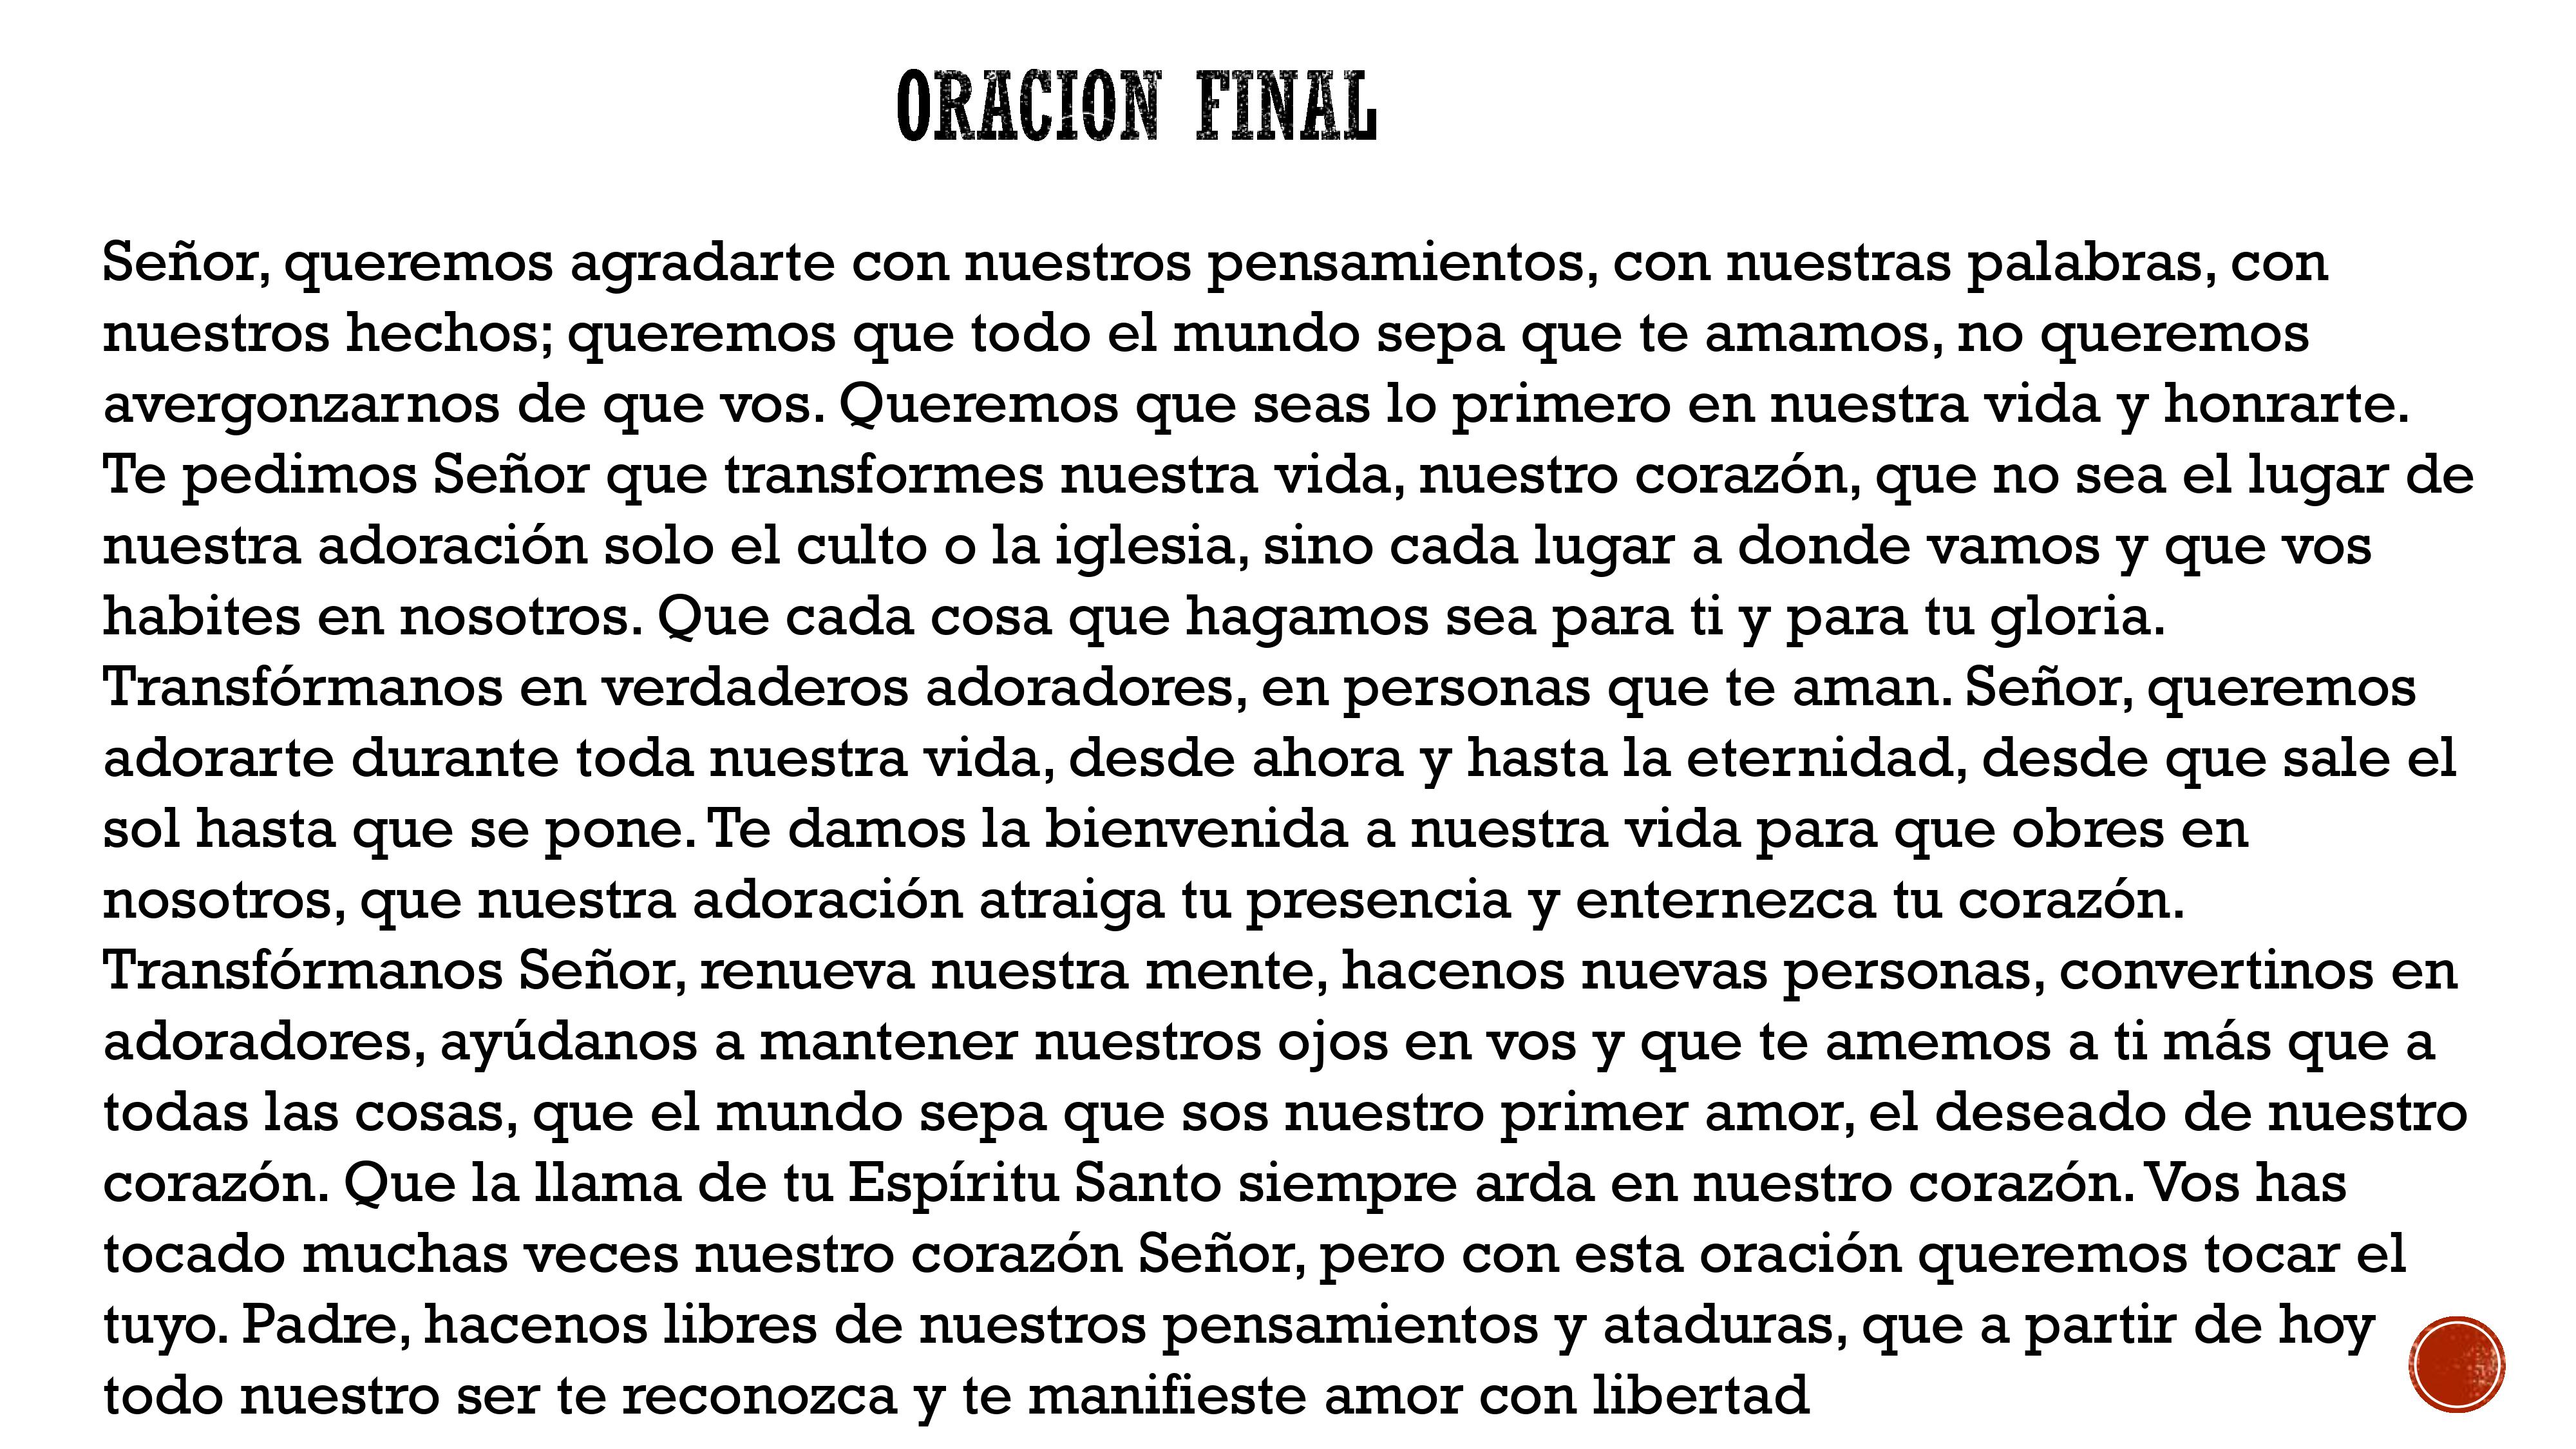 ORACION FINAL
Señor, queremos agradarte con nuestros pensamientos, con nuestras palabras, con
nuestros hechos; queremos que todo el mundo sepa que te amamos, no queremos
avergonzarnos de que vos. Queremos que seas lo primero en nuestra vida y honrarte.
Te pedimos Señor que transformes nuestra vida, nuestro corazón, que no sea el lugar de
nuestra adoración solo el culto o la iglesia, sino cada lugar a donde vamos y que vos
habites en nosotros. Que cada cosa que hagamos sea para ti y para tu gloria.
Transfórmanos en verdaderos adoradores, en personas que te aman. Señor, queremos
adorarte durante toda nuestra vida, desde ahora y hasta la eternidad, desde que sale el
sol hasta que se pone. Te damos la bienvenida a nuestra vida para que obres en
nosotros, que nuestra adoración atraiga tu presencia y enternezca tu corazón.
Transfórmanos Señor, renueva nuestra mente, hacenos nuevas personas, convertinos en
adoradores, ayúdanos a mantener nuestros ojos en vos y que te amemos a ti más que a
todas las cosas, que el mundo sepa que sos nuestro primer amor, el deseado de nuestro
corazón. Que la llama de tu Espíritu Santo siempre arda en nuestro corazón. Vos has
tocado muchas veces nuestro corazón Señor, pero con esta oración queremos tocar el
tuyo. Padre, hacenos libres de nuestros pensamientos y ataduras, que a partir de hoy
todo nuestro ser te reconozca y te manifieste amor con libertad